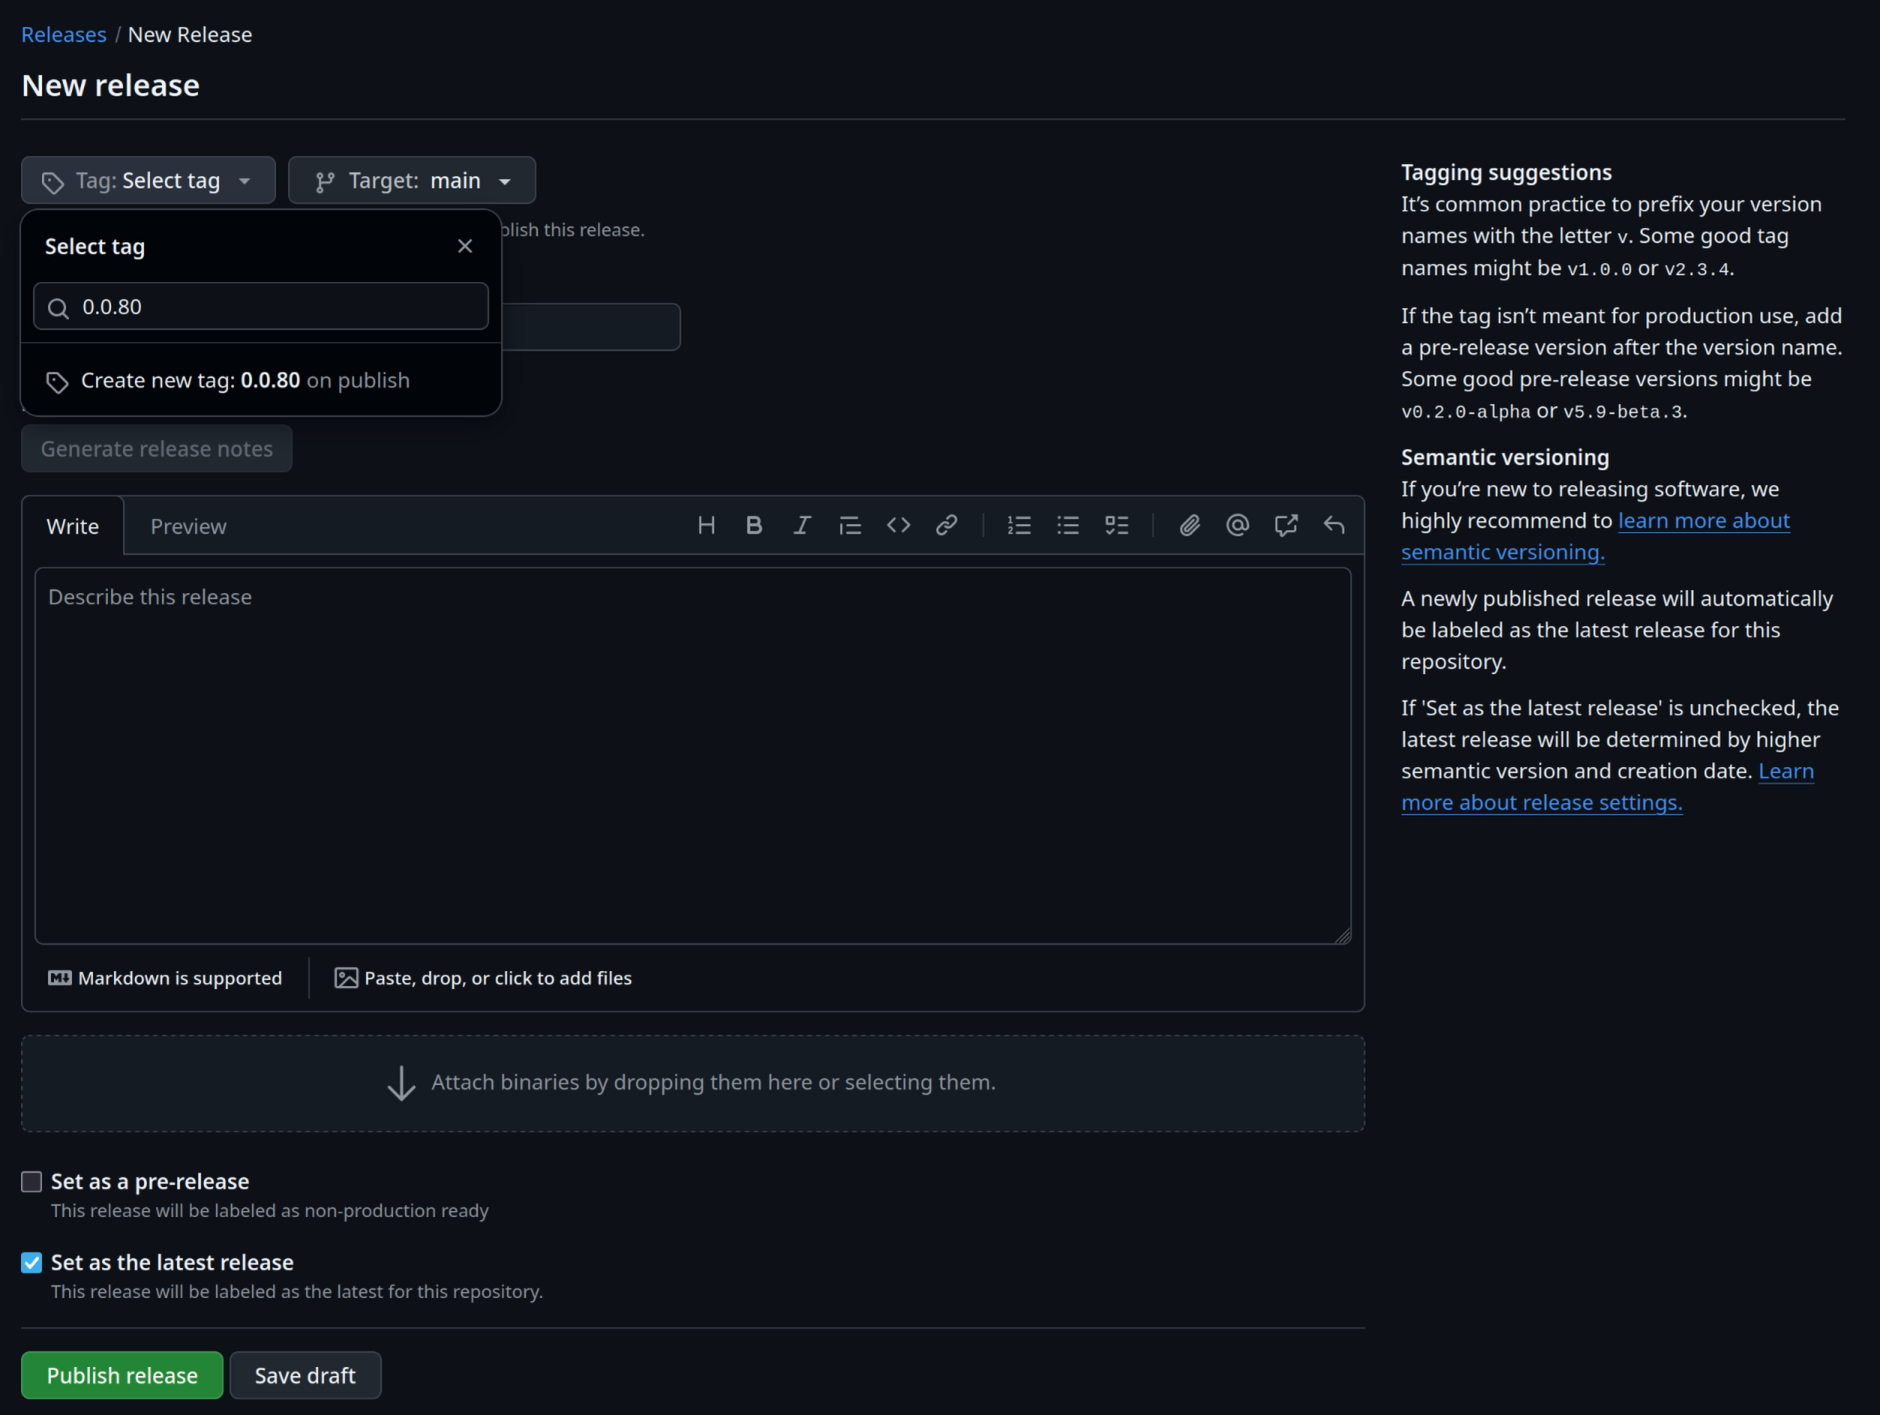 Releases / New Release
New release
Tag: Select tag
Target: main
Select tag
blish this release.
0.0.80
Create new tag: 0.0.80 on publish
Generate release notes
Write
Preview
Describe this release
Markdown is supported
Paste, drop, or click to add files
Attach binaries by dropping them here or selecting them.
Set as a pre-release
This release will be labeled as non-production ready
Set as the latest release
This release will be labeled as the latest for this repository.
Publish release
Save draft
Tagging suggestions
It’s common practice to prefix your version
names with the letter v. Some good tag
names might be v1.0.0 or v2.3.4.
If the tag isn’t meant for production use, add
a pre-release version after the version name.
Some good pre-release versions might be
v0.2.0-alpha or v5.9-beta.3.
Semantic versioning
If you’re new to releasing software, we
highly recommend to learn more about
semantic versioning.
A newly published release will automatically
be labeled as the latest release for this
repository.
If 'Set as the latest release' is unchecked, the
latest release will be determined by higher
semantic version and creation date. Learn
more about release settings.